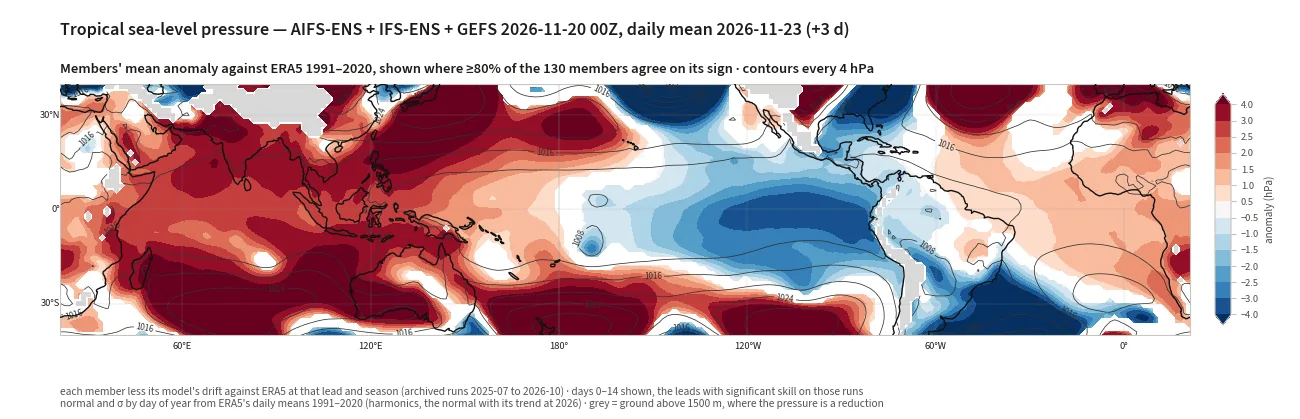 Tropical sea-level pressure — AIFS-ENS + IFS-ENS + GEFS 2026-11-20 00Z, daily mean 2026-11-23 (+3 d)
Members' mean anomaly against ERA5 1991–2020, shown where ≥80% of the 130 members agree on its sign · contours every 4 hPa
30°N
0°
30°S
60°E
120°E
180°
120°W
60°W
0°
1016
1016
1016
1016
1016
1008
1008
1016
1024
1016
1016
1016
1016
4.0
3.0
2.5
2.0
1.5
1.0
0.5
−0.5
−1.0
−1.5
−2.0
−2.5
−3.0
−4.0
anomaly (hPa)
each member less its model's drift against ERA5 at that lead and season (archived runs 2025-07 to 2026-10) · days 0–14 shown, the leads with significant skill on those runs
normal and σ by day of year from ERA5's daily means 1991–2020 (harmonics, the normal with its trend at 2026) · grey = ground above 1500 m, where the pressure is a reduction